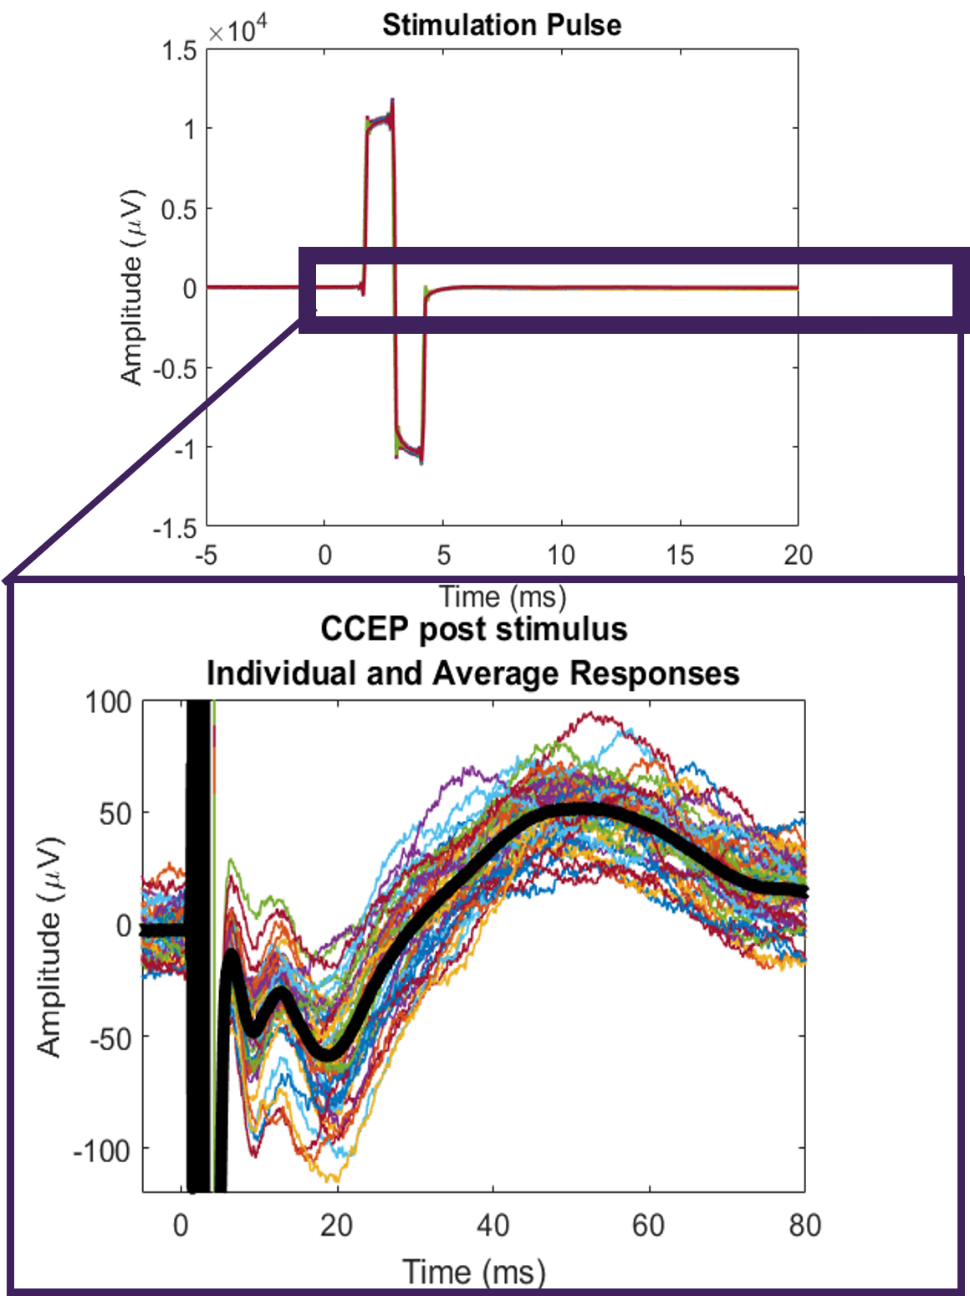 Stimulation Pulse
×10⁴
1.5
1
0.5
0
-0.5
-1
-1.5
Amplitude (μV)
-5 0 5 10 15 20
Time (ms)
CCEP post stimulus
Individual and Average Responses
100
50
0
-50
-100
Amplitude (μV)
0 20 40 60 80
Time (ms)